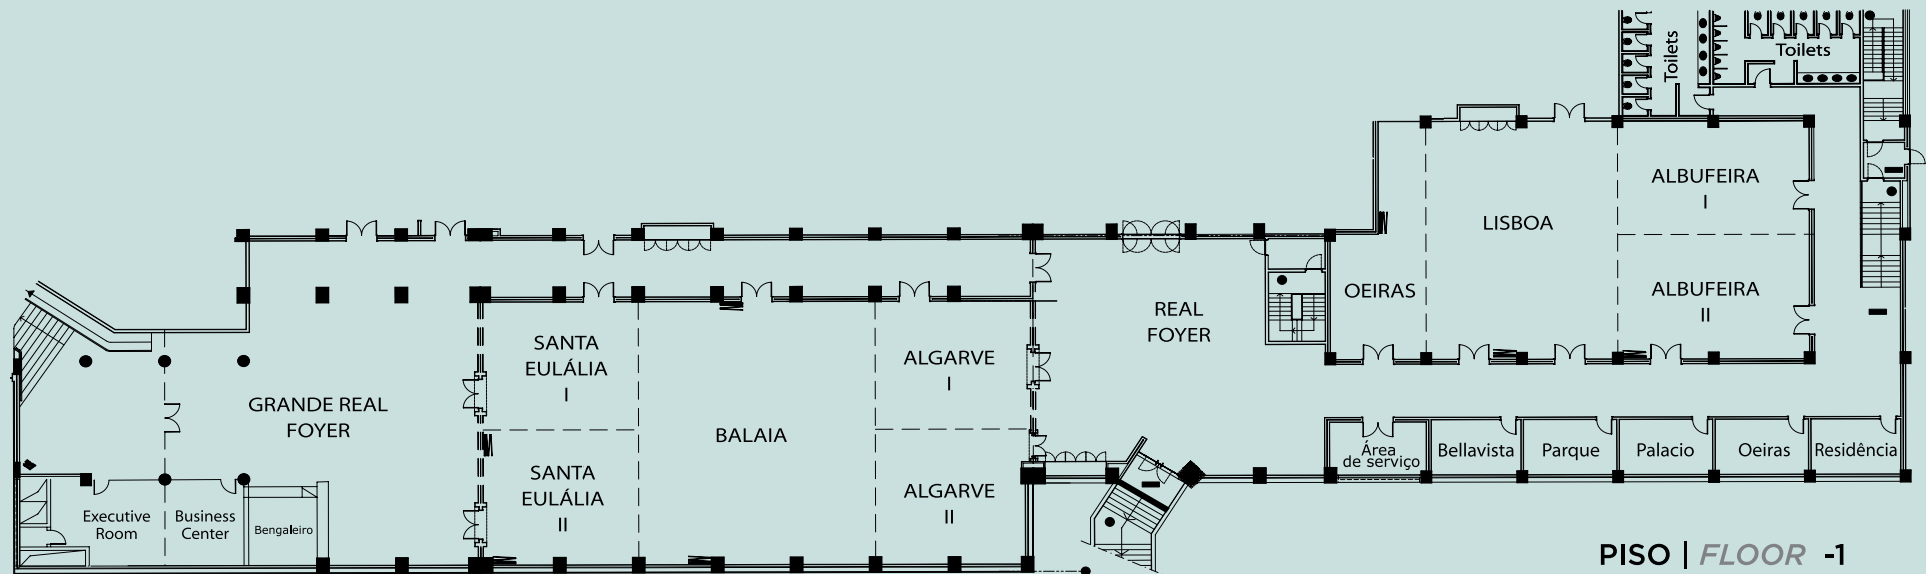 Toilets
Toilets
ALBUFEIRA
I
LISBOA
OEIRAS
ALBUFEIRA
II
REAL
FOYER
SANTA
EULÁLIA
I
ALGARVE
I
GRANDE REAL
FOYER
BALAIA
SANTA
EULÁLIA
II
ALGARVE
II
Área
de serviço
Bellavista
Parque
Palacio
Oeiras
Residência
Executive
Room
Business
Center
Bengaleiro
PISO | FLOOR -1